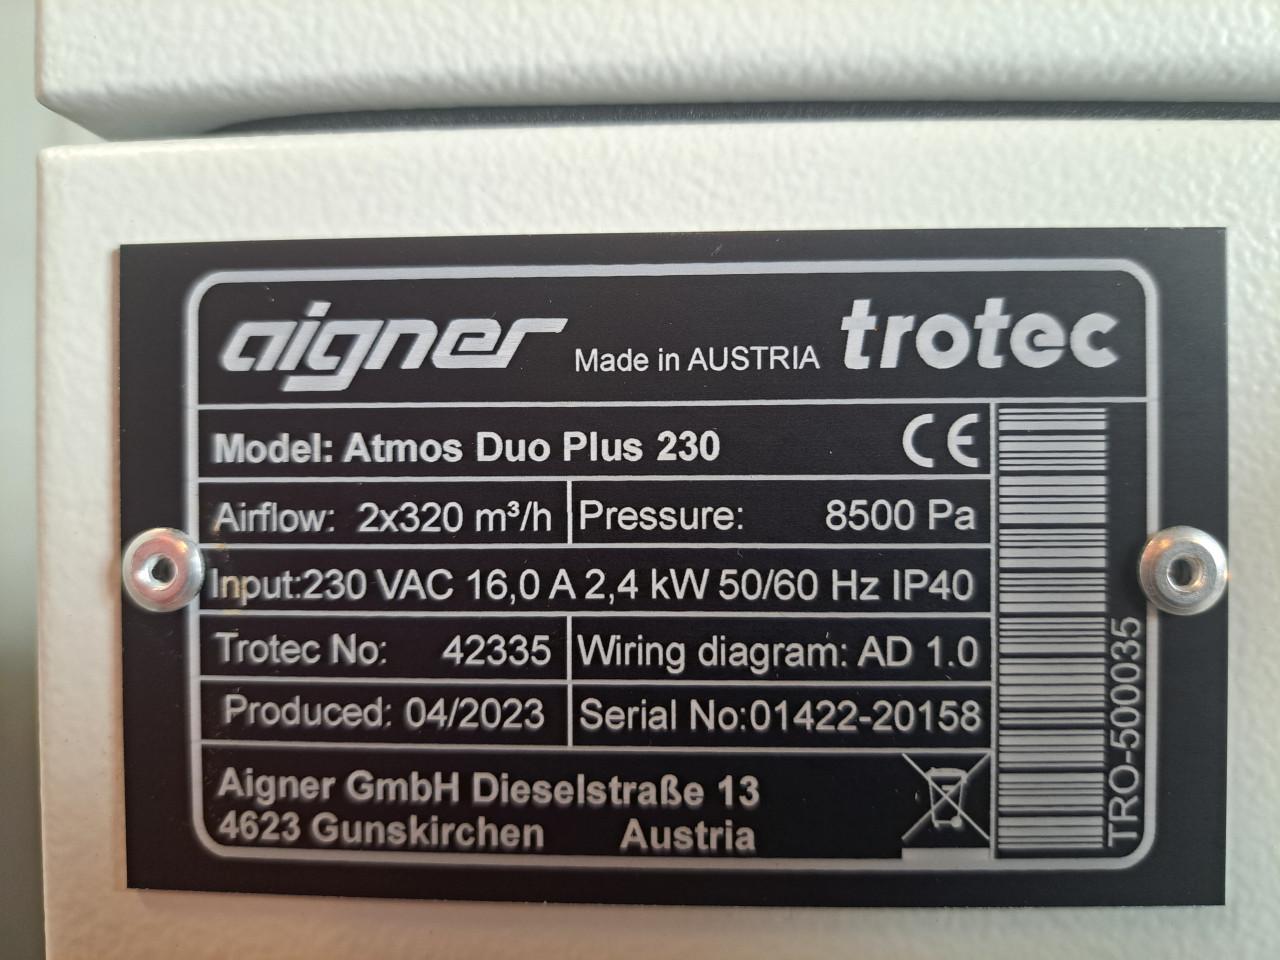 aigner Made in AUSTRIA trotec
Model: Atmos Duo Plus 230 CE
Airflow: 2x320 m³/h Pressure: 8500 Pa
Input:230 VAC 16,0 A 2,4 kW 50/60 Hz IP40
Trotec No: 42335 Wiring diagram: AD 1.0
Produced: 04/2023 Serial No:01422-20158
Aigner GmbH Dieselstraße 13
4623 Gunskirchen Austria
TRO-500035